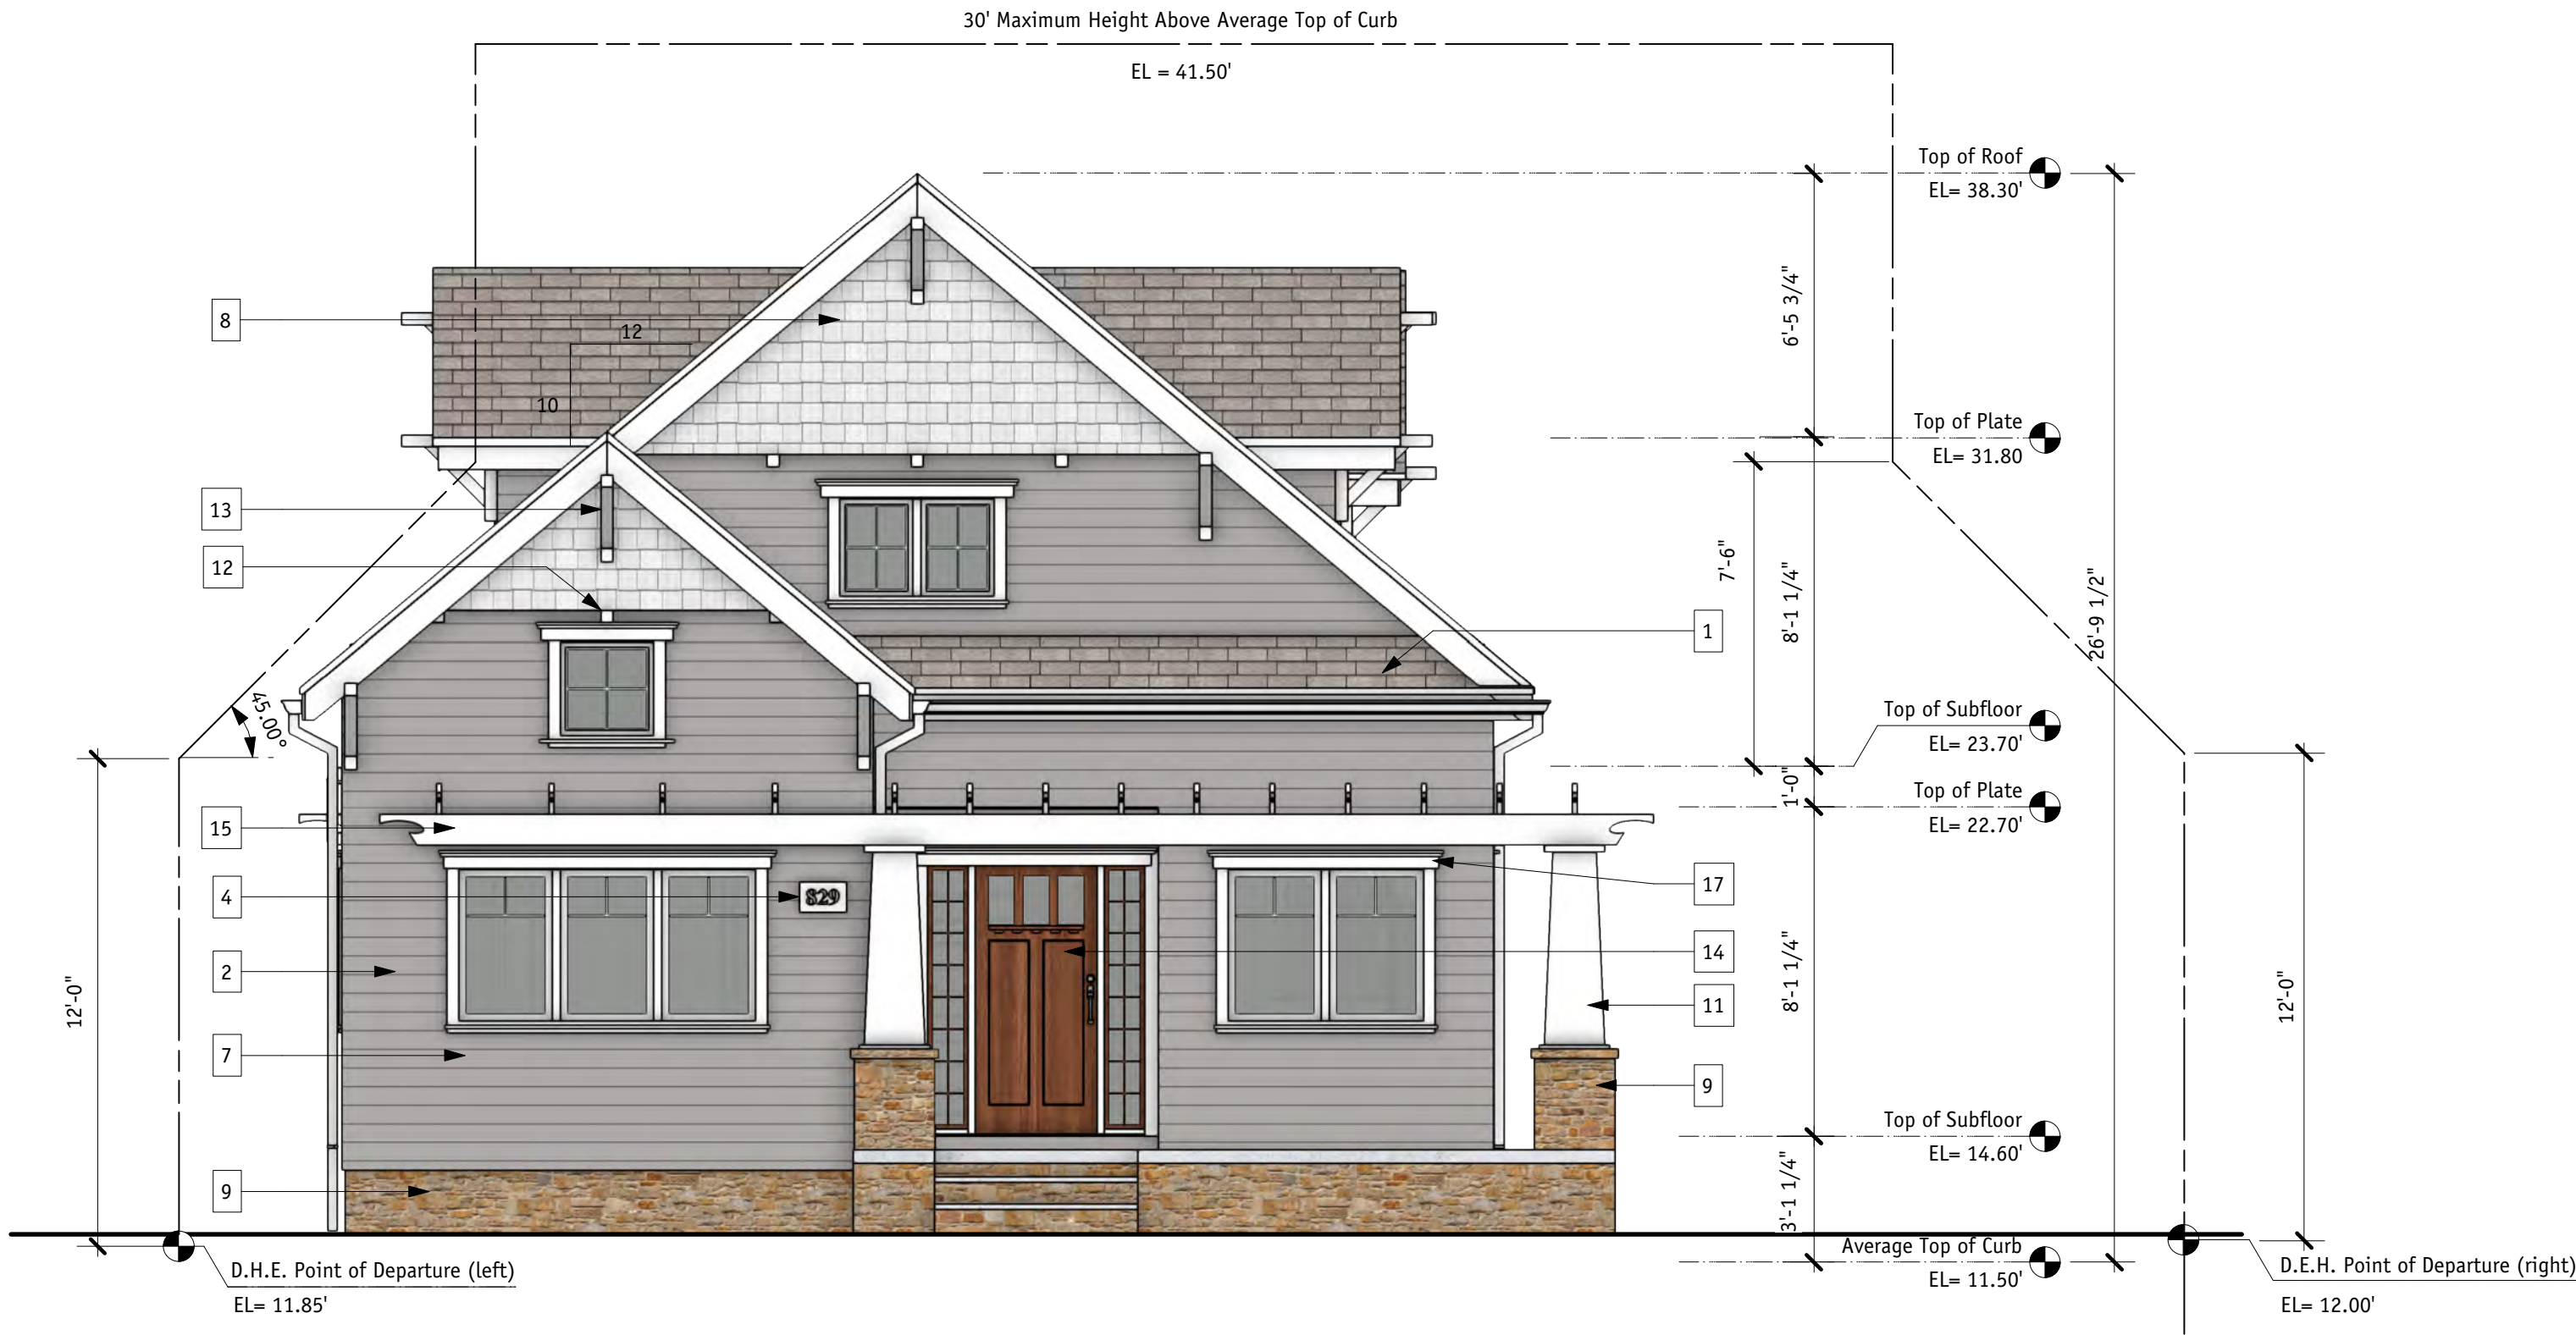 30' Maximum Height Above Average Top of Curb
EL = 41.50'
Top of Roof
EL= 38.30'
8
12
10
6'-5 3/4"
Top of Plate
EL= 31.80
13
12
7'-6"
8'-1 1/4"
26'-9 1/2"
1
45.00°
Top of Subfloor
EL= 23.70'
1'-0"
Top of Plate
EL= 22.70'
15
4
829
17
2
14
12'-0"
7
11
8'-1 1/4"
12'-0"
9
Top of Subfloor
EL= 14.60'
9
3'-1 1/4"
Average Top of Curb
EL= 11.50'
D.H.E. Point of Departure (left)
EL= 11.85'
D.E.H. Point of Departure (right)
EL= 12.00'